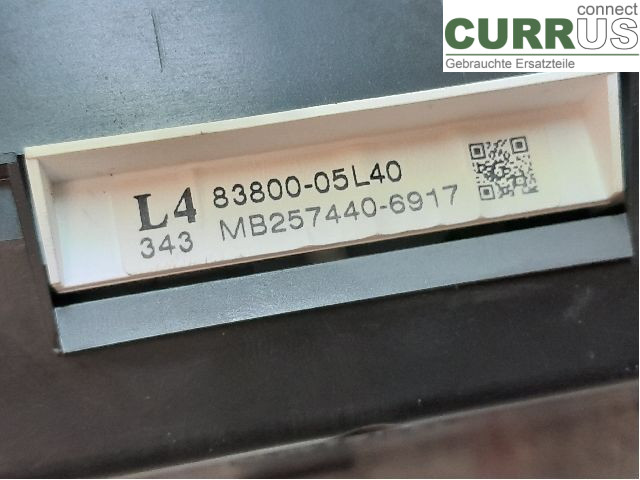 connect
CURRUS
Gebrauchte Ersatzteile
L4 83800-05L40
343 MB257440-6917